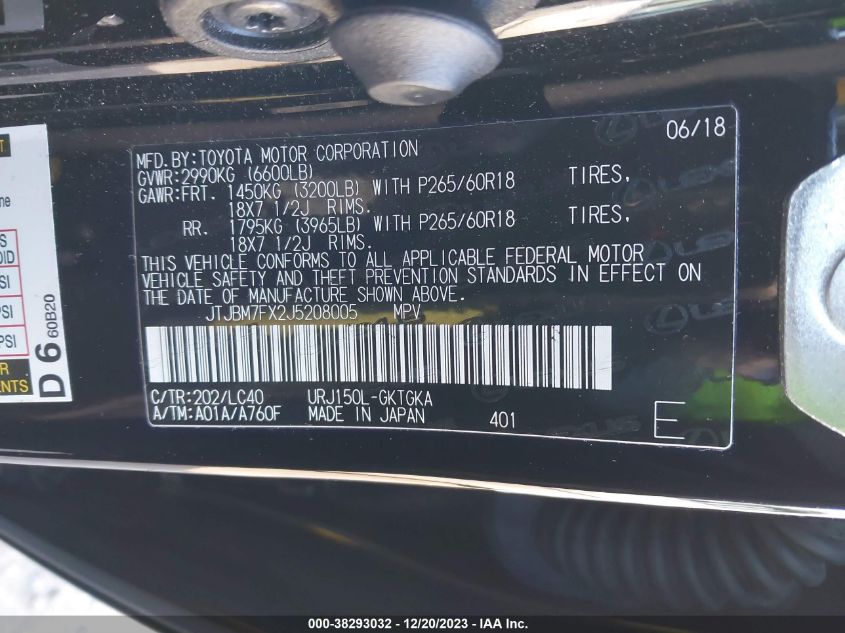 06/18
MFD. BY:TOYOTA MOTOR CORPORATION
GVWR:2990KG (6600LB)
GAWR:FRT. 1450KG (3200LB) WITH P265/60R18 TIRES,
18X7 1/2J RIMS.
RR. 1795KG (3965LB) WITH P265/60R18 TIRES,
18X7 1/2J RIMS.
THIS VEHICLE CONFORMS TO ALL APPLICABLE FEDERAL MOTOR
VEHICLE SAFETY AND THEFT PREVENTION STANDARDS IN EFFECT ON
THE DATE OF MANUFACTURE SHOWN ABOVE.
JTJBM7FX2J5208005 MPV
C/TR:202/LC40 URJ150L-GKTGKA
A/TM:A01A/A760F MADE IN JAPAN 401
E
D6 60B20
PSI
000-38293032 - 12/20/2023 - IAA Inc.